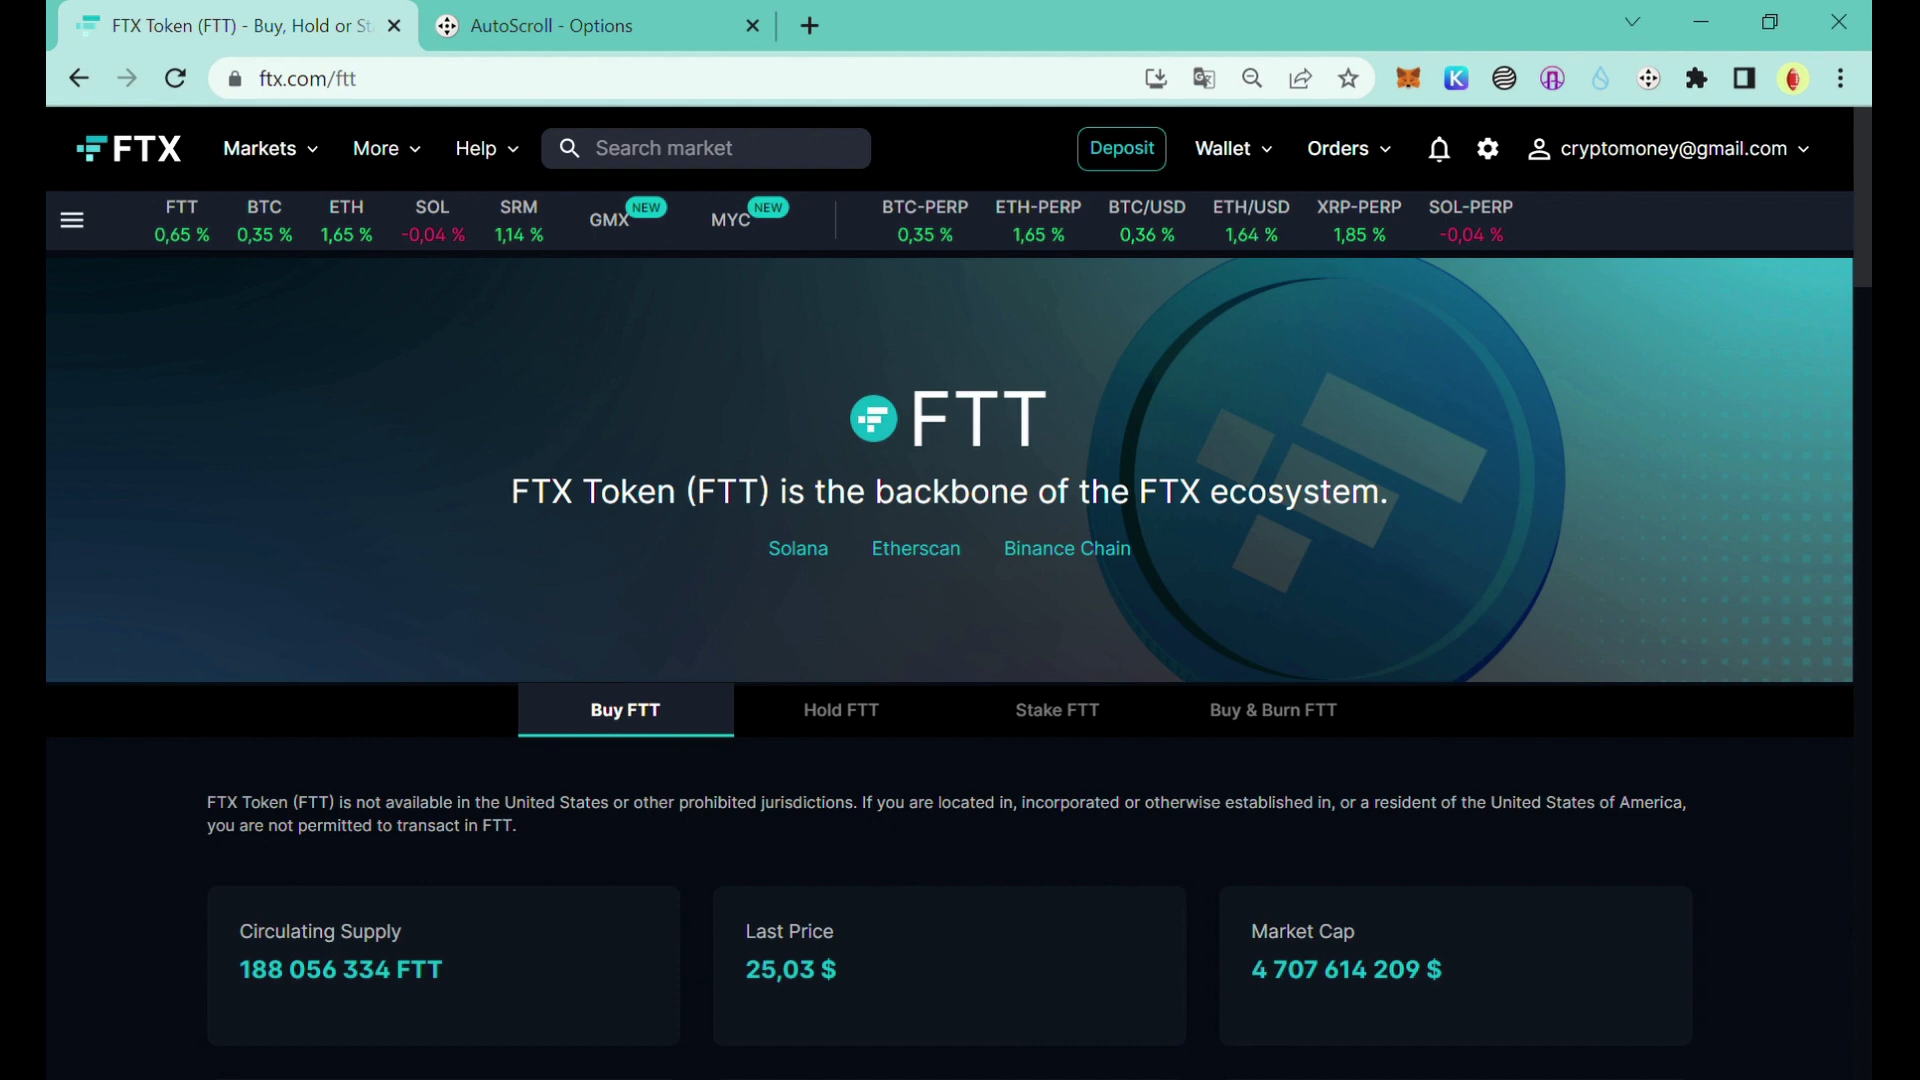 FTX Token (FTT) - Buy, Hold or St
AutoScroll - Options
ftx.com/ftt
FTX
Markets
More
Help
Search market
Deposit
Wallet
Orders
cryptomoney@gmail.com
FTT BTC ETH SOL SRM GMX NEW MYC NEW BTC-PERP ETH-PERP BTC/USD ETH/USD XRP-PERP SOL-PERP
0,65 % 0,35 % 1,65 % -0,04 % 1,14 % 0,35 % 1,65 % 0,36 % 1,64 % 1,85 % -0,04 %
FTT
FTX Token (FTT) is the backbone of the FTX ecosystem.
Solana Etherscan Binance Chain
Buy FTT Hold FTT Stake FTT Buy & Burn FTT
FTX Token (FTT) is not available in the United States or other prohibited jurisdictions. If you are located in, incorporated or otherwise established in, or a resident of the United States of America,
you are not permitted to transact in FTT.
Circulating Supply Last Price Market Cap
188 056 334 FTT 25,03 $ 4 707 614 209 $